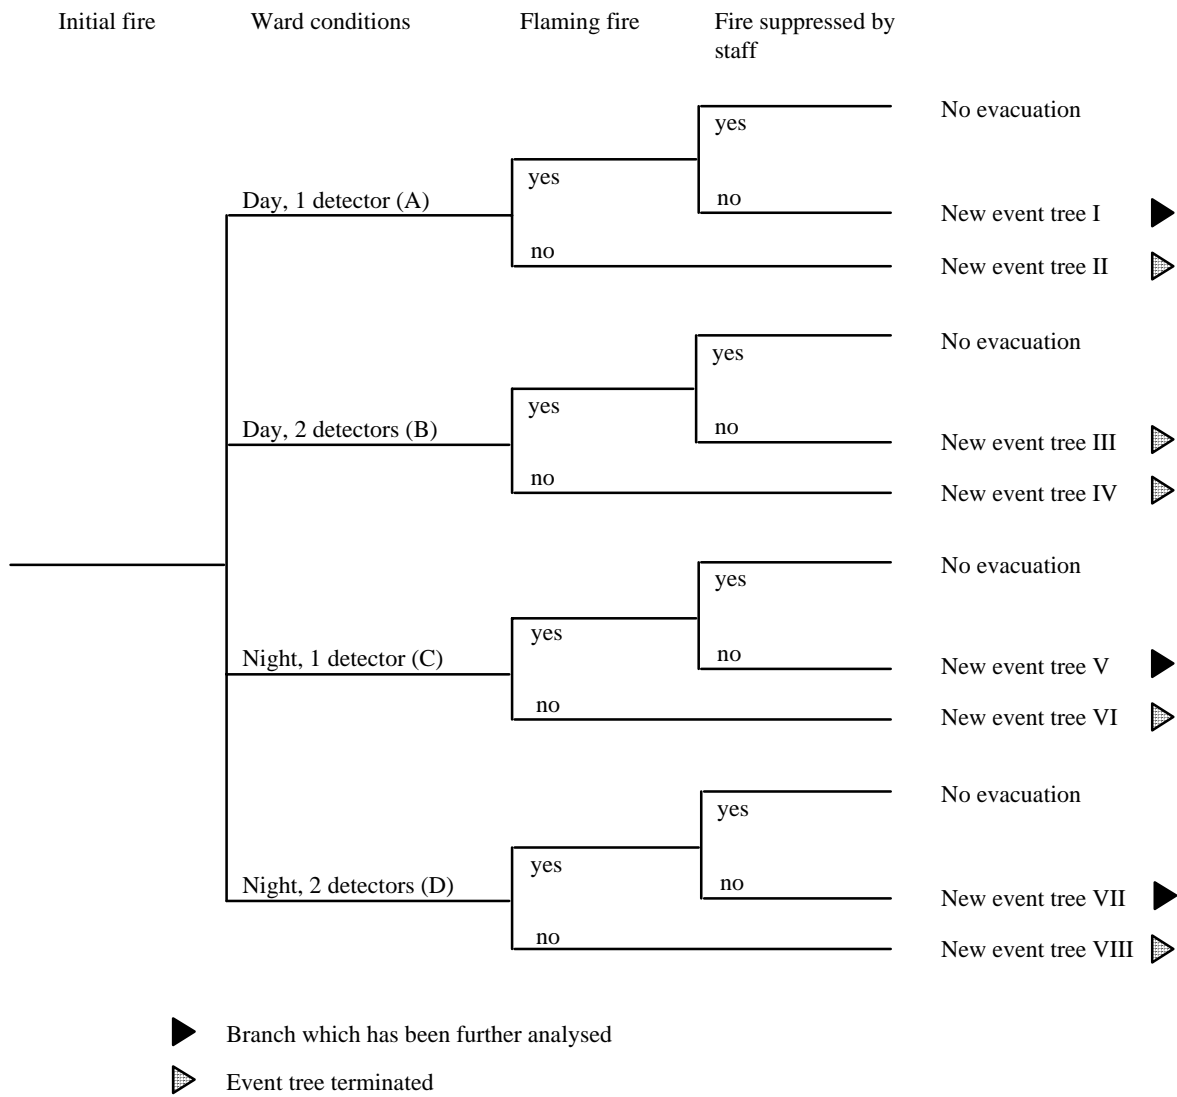 Initial fire
Ward conditions
Flaming fire
Fire suppressed by
staff
No evacuation
yes
yes
Day, 1 detector (A)
no
New event tree I
no
New event tree II
No evacuation
yes
yes
Day, 2 detectors (B)
no
New event tree III
no
New event tree IV
No evacuation
yes
yes
Night, 1 detector (C)
no
New event tree V
no
New event tree VI
No evacuation
yes
yes
Night, 2 detectors (D)
no
New event tree VII
no
New event tree VIII
Branch which has been further analysed
Event tree terminated